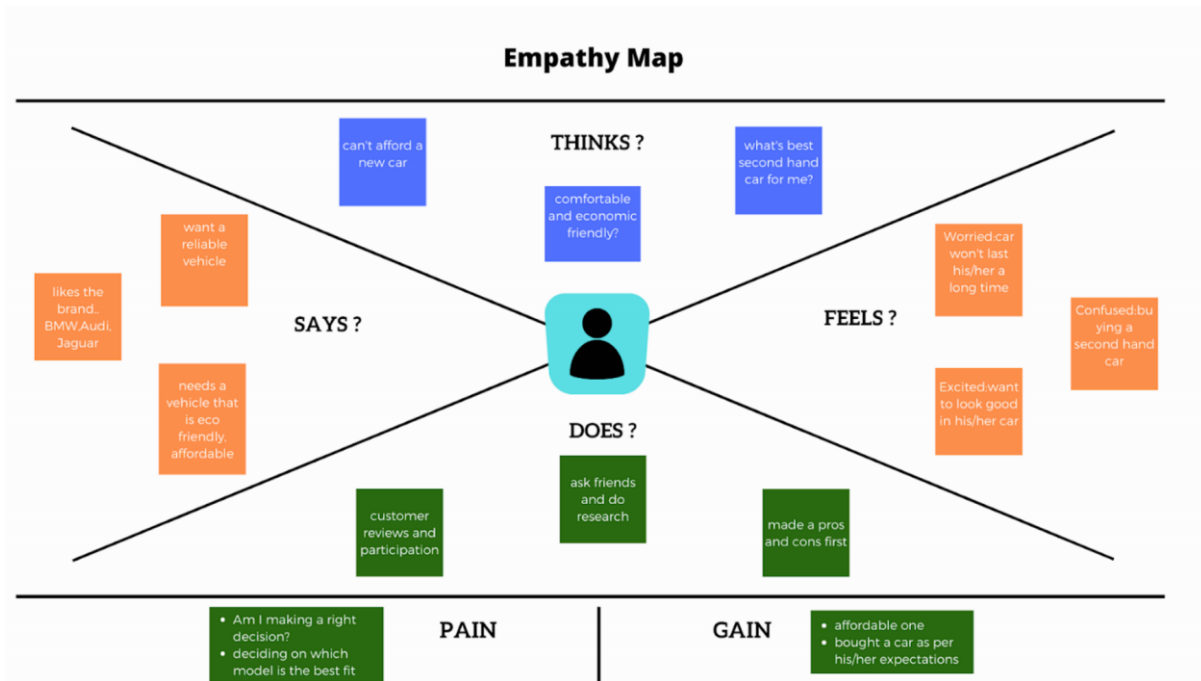 Empathy Map
THINKS ?
can't afford a
new car
comfortable
and economic
friendly?
what's best
second hand
car for me?
SAYS ?
want a
reliable
vehicle
likes the
brand..
BMW,Audi,
Jaguar
needs a
vehicle that
is eco
friendly,
affordable
FEELS ?
Worried:car
won't last
his/her a
long time
Confused:bu
ying a
second hand
car
Excited:want
to look good
in his/her car
DOES ?
customer
reviews and
participation
ask friends
and do
research
made a pros
and cons first
PAIN
• Am I making a right
decision?
• deciding on which
model is the best fit
GAIN
• affordable one
• bought a car as per
his/her expectations